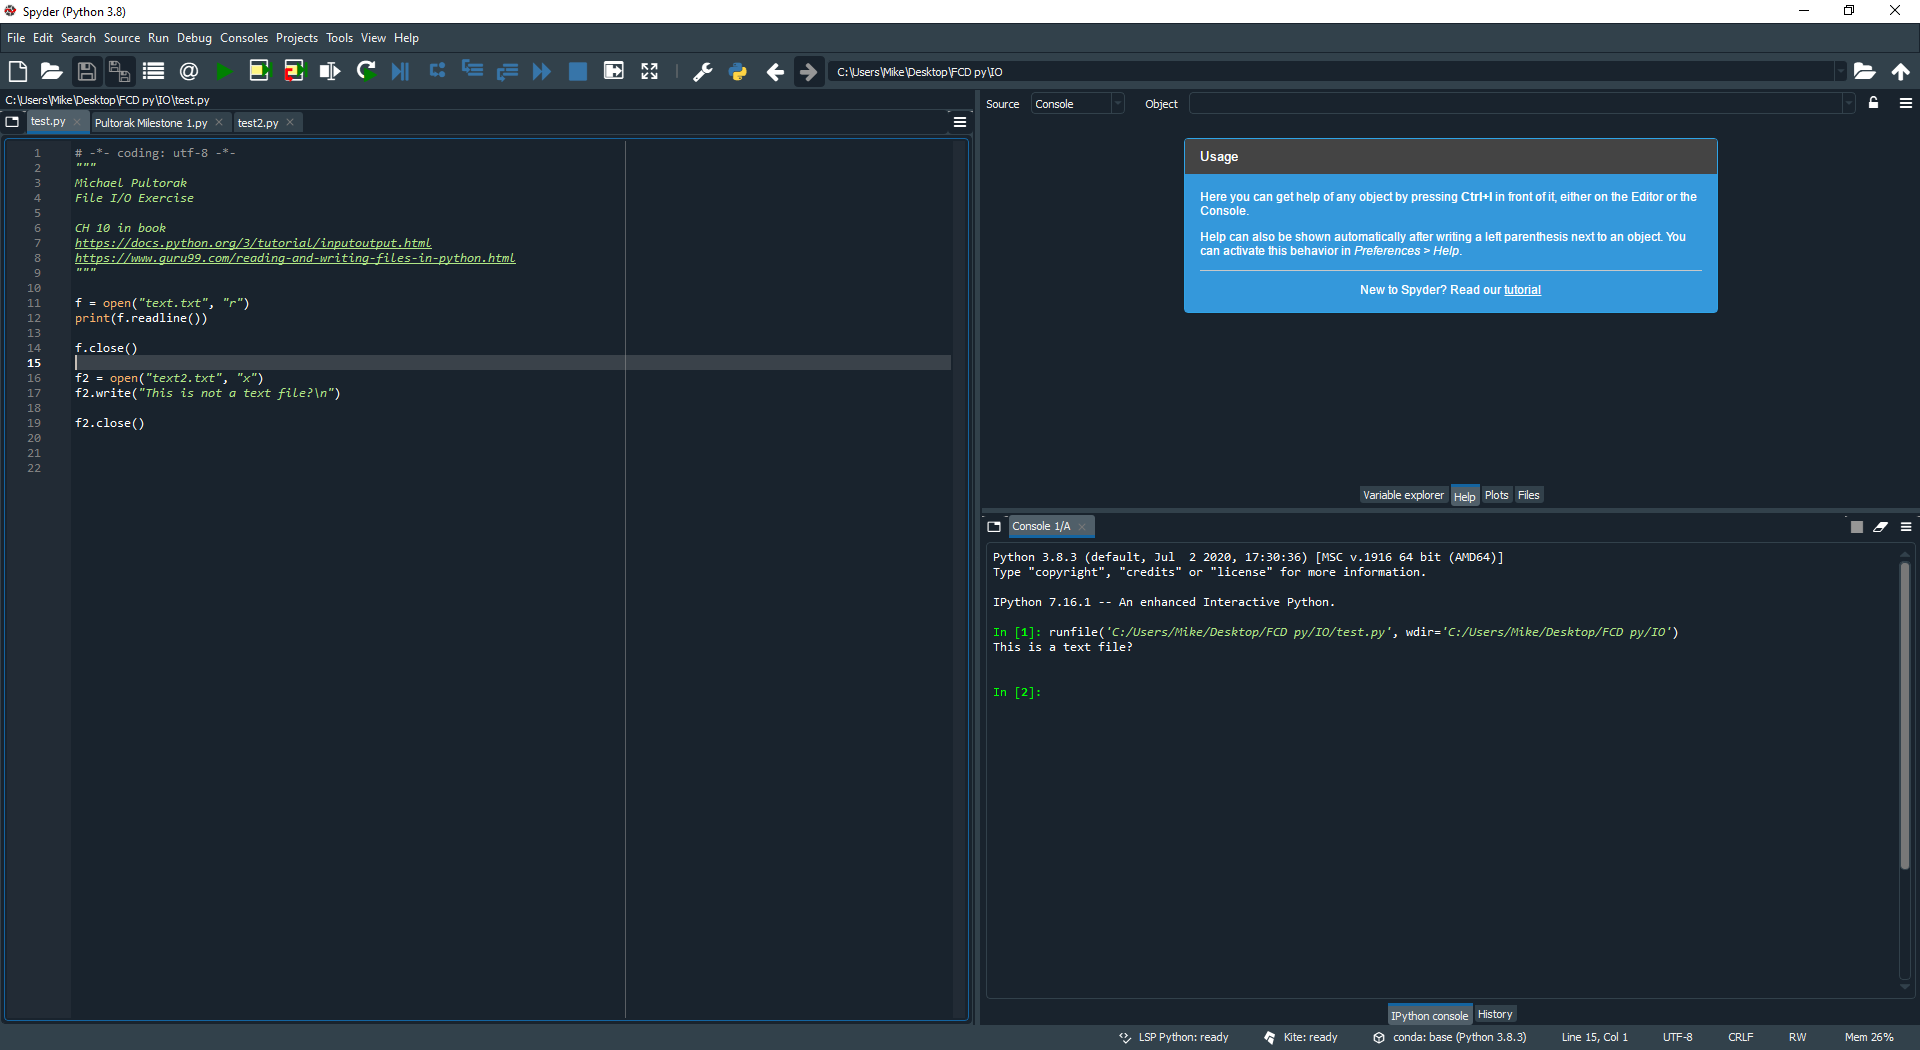 Spyder (Python 3.8)
File Edit Search Source Run Debug Consoles Projects Tools View Help
C:\Users\Mike\Desktop\FCD py\IO
C:\Users\Mike\Desktop\FCD py\IO\test.py
test.py Pultorak Milestone 1.py test2.py
1 # -*- coding: utf-8 -*-
2 """
3 Michael Pultorak
4 File I/O Exercise
5
6 CH 10 in book
7 https://docs.python.org/3/tutorial/inputoutput.html
8 https://www.guru99.com/reading-and-writing-files-in-python.html
9 """
10
11 f = open("text.txt", "r")
12 print(f.readline())
13
14 f.close()
15
16 f2 = open("text2.txt", "x")
17 f2.write("This is not a text file?\n")
18
19 f2.close()
20
21
22
Source Console Object
Usage
Here you can get help of any object by pressing Ctrl+I in front of it, either on the Editor or the
Console.
Help can also be shown automatically after writing a left parenthesis next to an object. You
can activate this behavior in Preferences > Help.
New to Spyder? Read our tutorial
Variable explorer Help Plots Files
Console 1/A
Python 3.8.3 (default, Jul  2 2020, 17:30:36) [MSC v.1916 64 bit (AMD64)]
Type "copyright", "credits" or "license" for more information.
IPython 7.16.1 -- An enhanced Interactive Python.
In [1]: runfile('C:/Users/Mike/Desktop/FCD py/IO/test.py', wdir='C:/Users/Mike/Desktop/FCD py/IO')
This is a text file?
In [2]:
IPython console History
LSP Python: ready Kite: ready conda: base (Python 3.8.3) Line 15, Col 1 UTF-8 CRLF RW Mem 26%